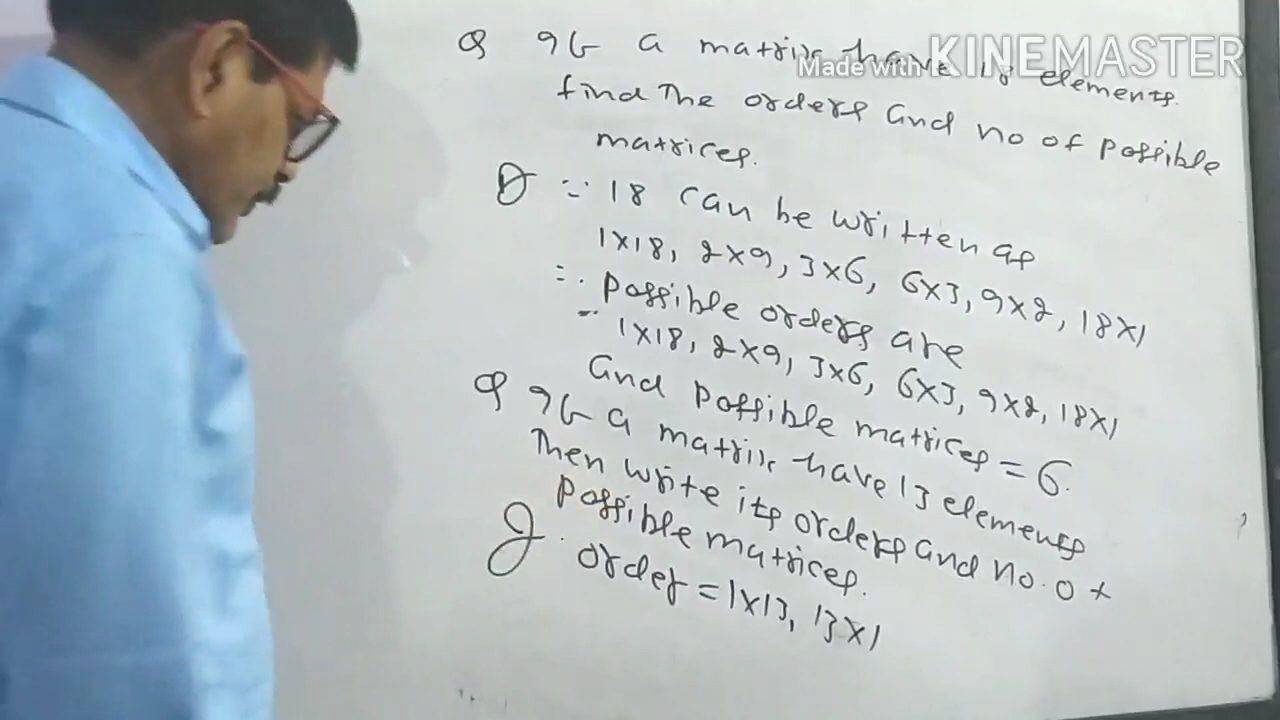 Q If a matrix have 18 elements.
find the orders and no of possible
matrices.
∵ 18 can be written as
1×18, 2×9, 3×6, 6×3, 9×2, 18×1
∴ possible orders are
1×18, 2×9, 3×6, 6×3, 9×2, 18×1
and possible matrices = 6.
Q If a matrix have 13 elements
Then write its orders and no. of
possible matrices.
order = 1×13, 13×1
Made with KINEMASTER